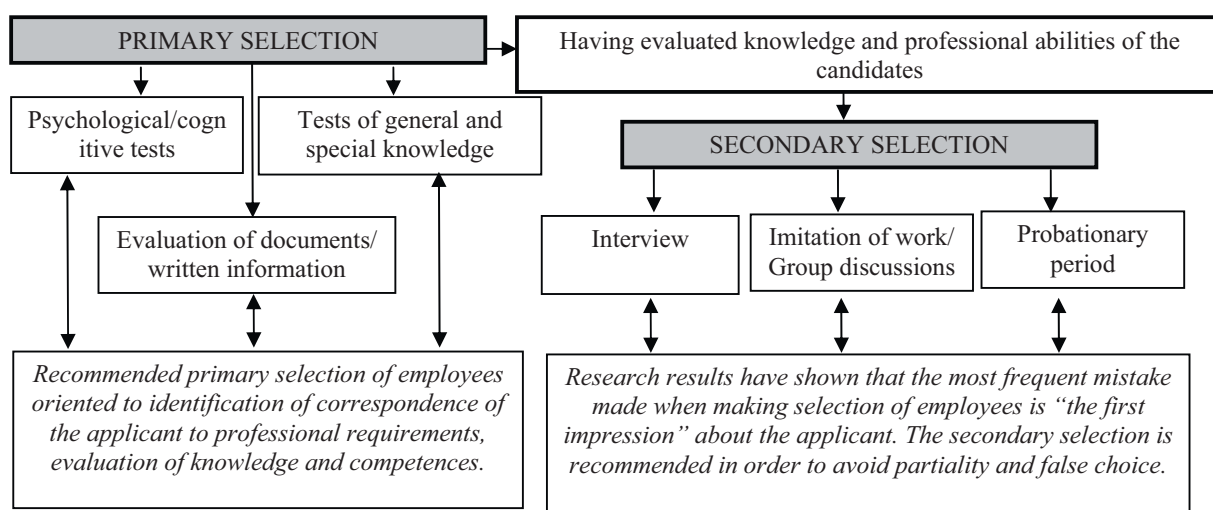 PRIMARY SELECTION
Having evaluated knowledge and professional abilities of the
candidates
Psychological/cogn
itive tests
Tests of general and
special knowledge
SECONDARY SELECTION
Evaluation of documents/
written information
Interview
Imitation of work/
Group discussions
Probationary
period
Recommended primary selection of employees
oriented to identification of correspondence of
the applicant to professional requirements,
evaluation of knowledge and competences.
Research results have shown that the most frequent mistake
made when making selection of employees is “the first
impression” about the applicant. The secondary selection is
recommended in order to avoid partiality and false choice.